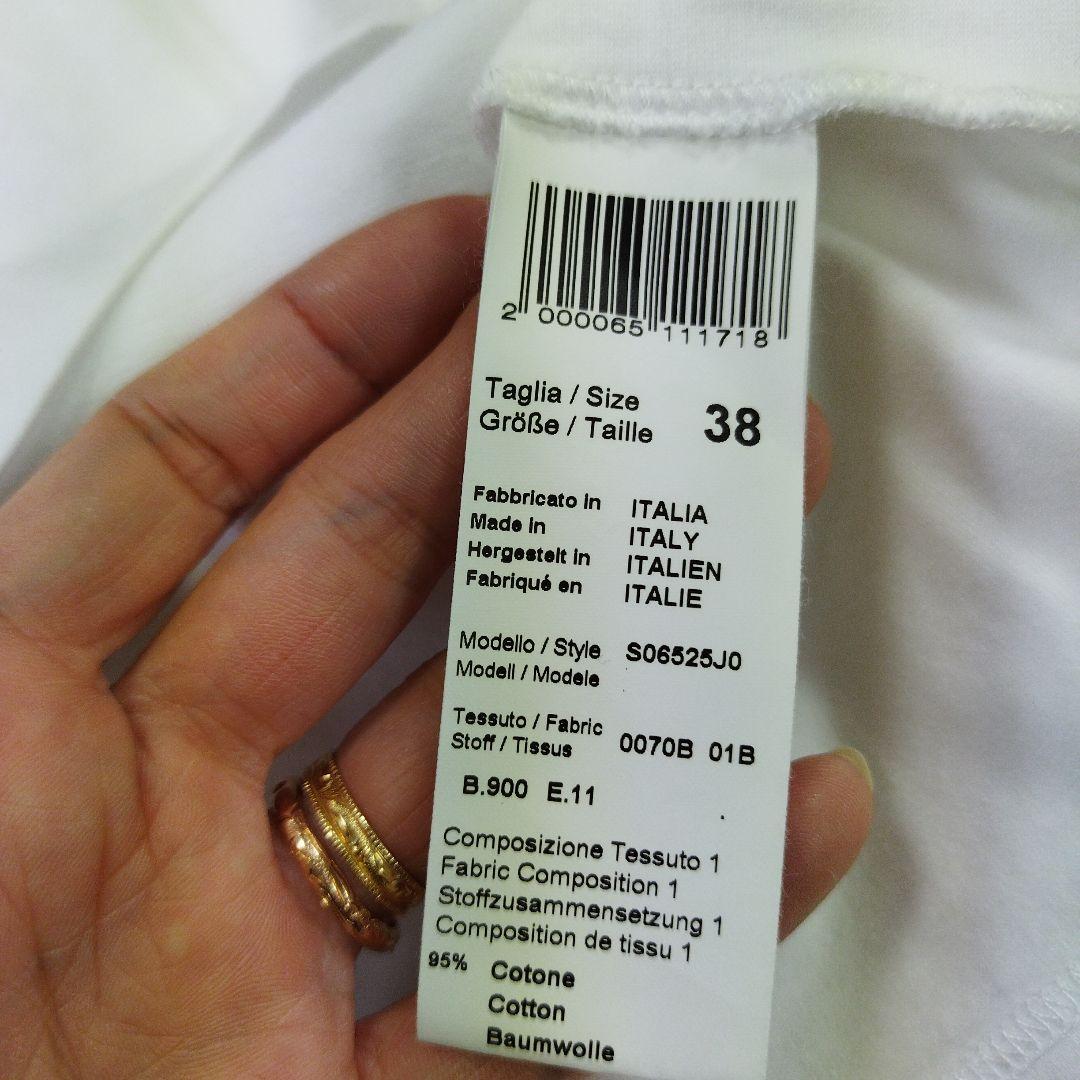 2 000065 111718
Taglia / Size
Größe / Taille 38
Fabbricato in ITALIA
Made in ITALY
Hergestelt in ITALIEN
Fabriqué en ITALIE
Modello / Style S06525J0
Modell / Modele
Tessuto / Fabric
Stoff / Tissus 0070B 01B
B.900 E.11
Composizione Tessuto 1
Fabric Composition 1
Stoffzusammensetzung 1
Composition de tissu 1
95% Cotone
Cotton
Baumwolle